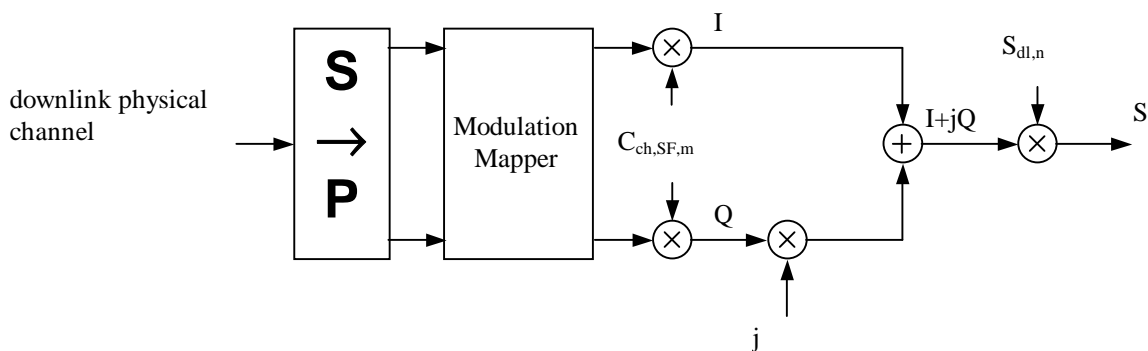 downlink physical
channel
S
→
P
Modulation
Mapper
I
C_ch,SF,m
Q
j
I+jQ
S_dl,n
S